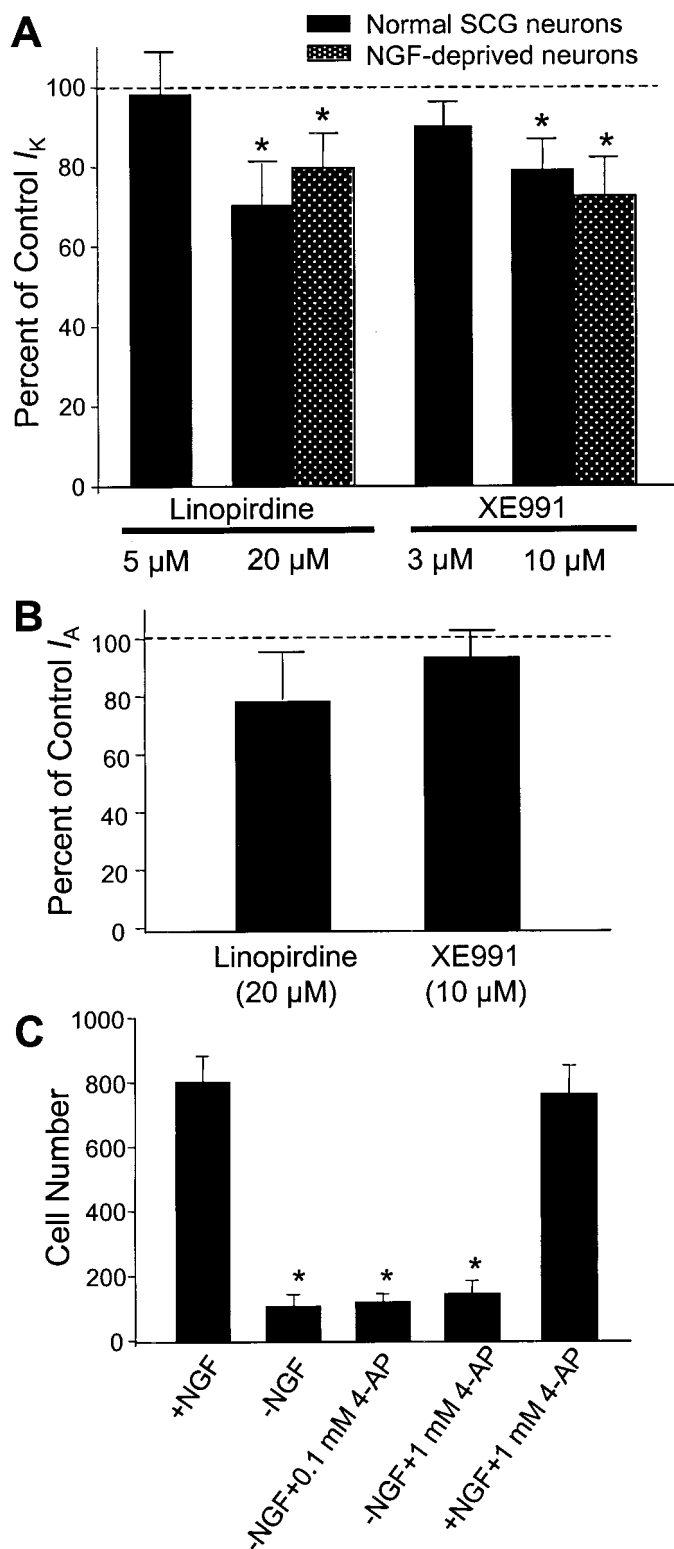 A
Normal SCG neurons
NGF-deprived neurons
Percent of Control IK
100
80
60
40
20
0
* * * *
Linopirdine XE991
5 µM 20 µM 3 µM 10 µM
B
Percent of Control IA
100
80
60
40
20
0
Linopirdine XE991
(20 µM) (10 µM)
C
Cell Number
1000
800
600
400
200
0
* * *
+NGF
-NGF
-NGF+0.1 mM 4-AP
-NGF+1 mM 4-AP
+NGF+1 mM 4-AP